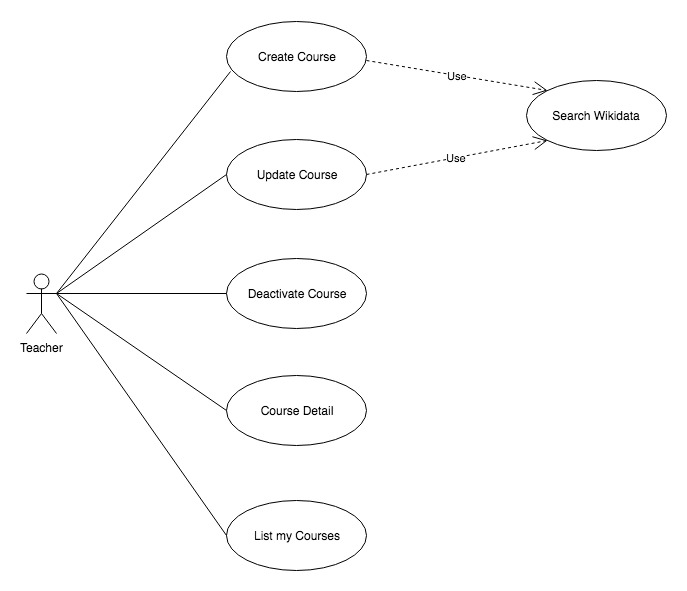 Create Course
Use
Search Wikidata
Update Course
Use
Deactivate Course
Teacher
Course Detail
List my Courses